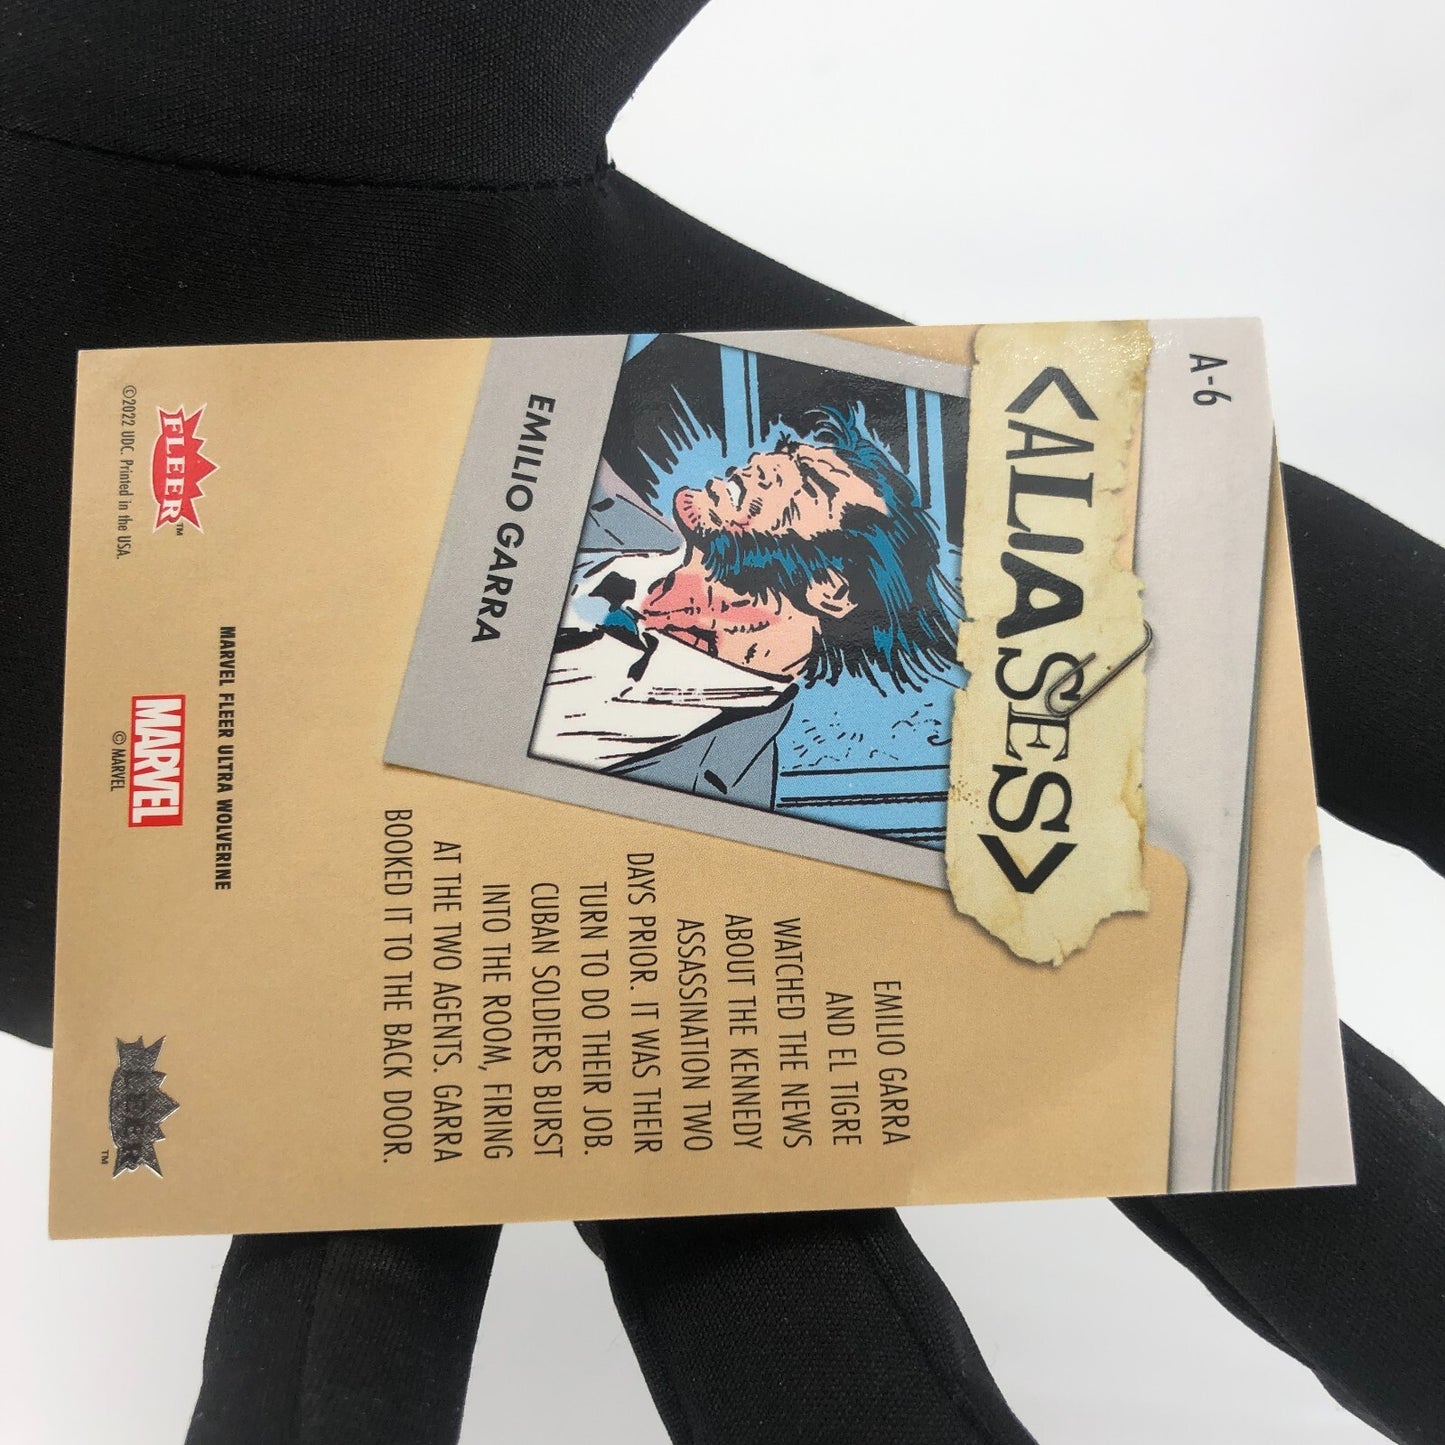 A-6
<ALIASES>
EMILIO GARRA
EMILIO GARRA
AND EL TIGRE
WATCHED THE NEWS
ABOUT THE KENNEDY
ASSASSINATION TWO
DAYS PRIOR. IT WAS THEIR
TURN TO DO THEIR JOB.
CUBAN SOLDIERS BURST
INTO THE ROOM, FIRING
AT THE TWO AGENTS. GARRA
BOOKED IT TO THE BACK DOOR.
MARVEL FLEER ULTRA WOLVERINE
FLEER™
©2022 UDC. Printed in the USA.
MARVEL
© MARVEL
FLEER™